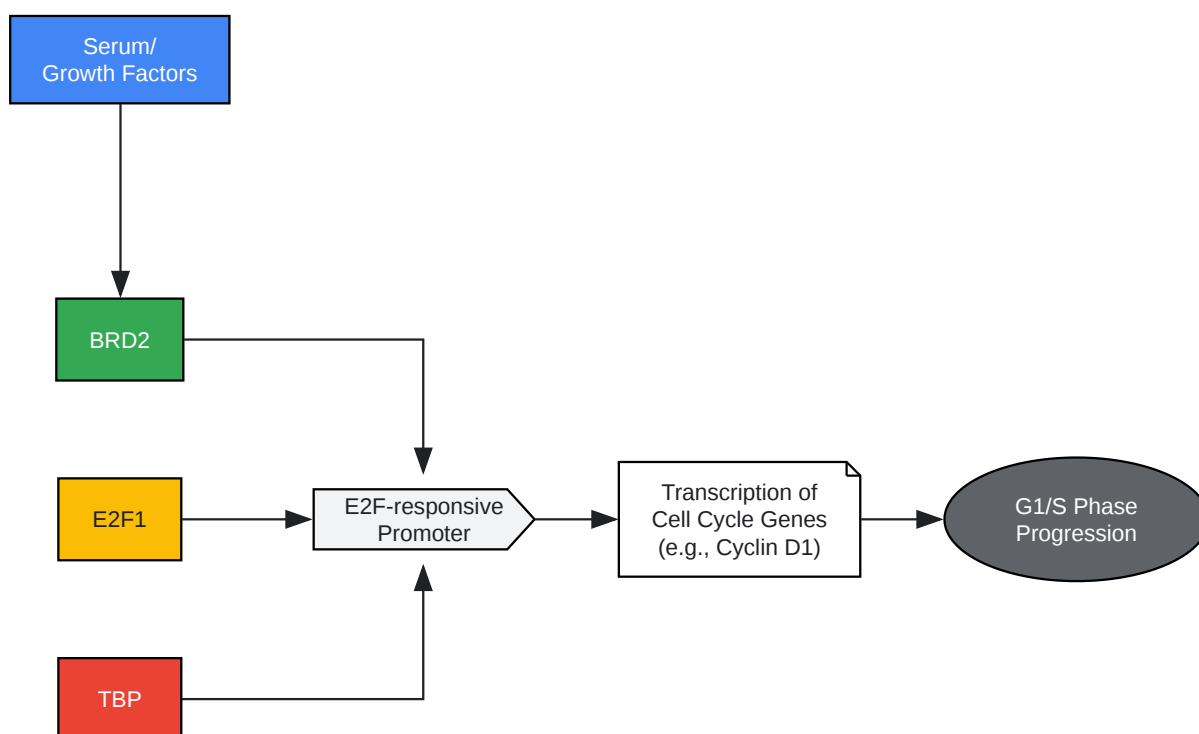 Serum/
Growth Factors
BRD2
E2F1
E2F-responsive
Promoter
Transcription of
Cell Cycle Genes
(e.g., Cyclin D1)
G1/S Phase
Progression
TBP